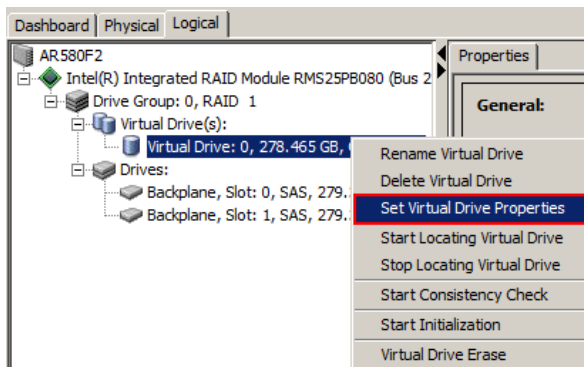 Dashboard Physical Logical
AR580F2
Intel(R) Integrated RAID Module RMS25PB080 (Bus 2
Drive Group: 0, RAID 1
Virtual Drive(s):
Virtual Drive: 0, 278.465 GB,
Drives:
Backplane, Slot: 0, SAS, 279.
Backplane, Slot: 1, SAS, 279.
Properties
General:
Rename Virtual Drive
Delete Virtual Drive
Set Virtual Drive Properties
Start Locating Virtual Drive
Stop Locating Virtual Drive
Start Consistency Check
Start Initialization
Virtual Drive Erase